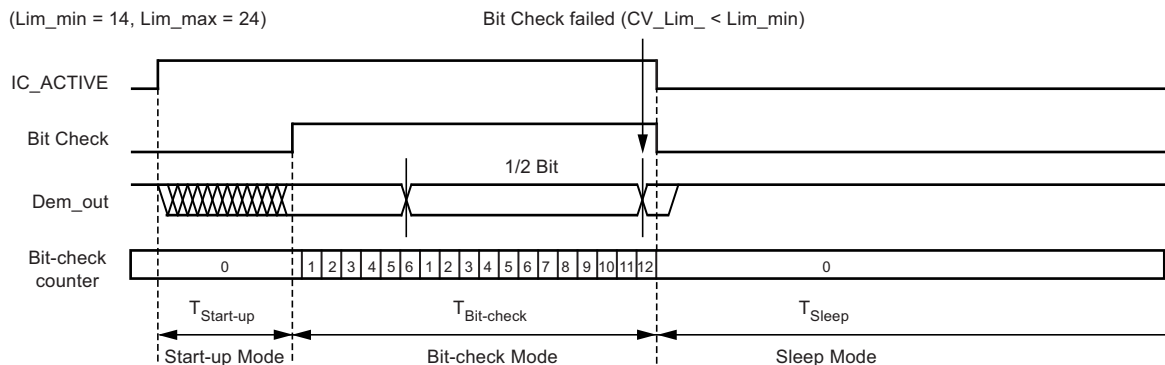 (Lim_min = 14, Lim_max = 24)
Bit Check failed (CV_Lim_ < Lim_min)
IC_ACTIVE
Bit Check
1/2 Bit
Dem_out
Bit-check
counter
0 1 2 3 4 5 6 1 2 3 4 5 6 7 8 9 10 11 12 0
TStart-up TBit-check TSleep
Start-up Mode Bit-check Mode Sleep Mode